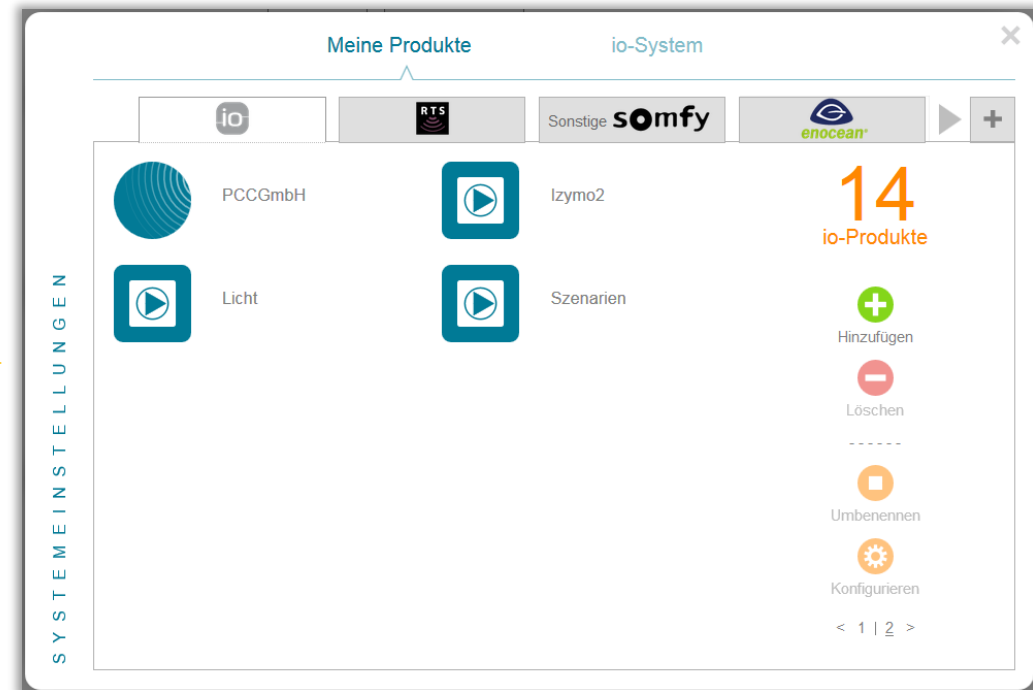 Meine Produkte
io-System
io
RTS
Sonstige somfy
enocean
+
PCCGmbH
Izymo2
14
io-Produkte
Licht
Szenarien
Hinzufügen
Löschen
------
Umbenennen
Konfigurieren
< 1 | 2 >
SYSTEMEINSTELLUNGEN